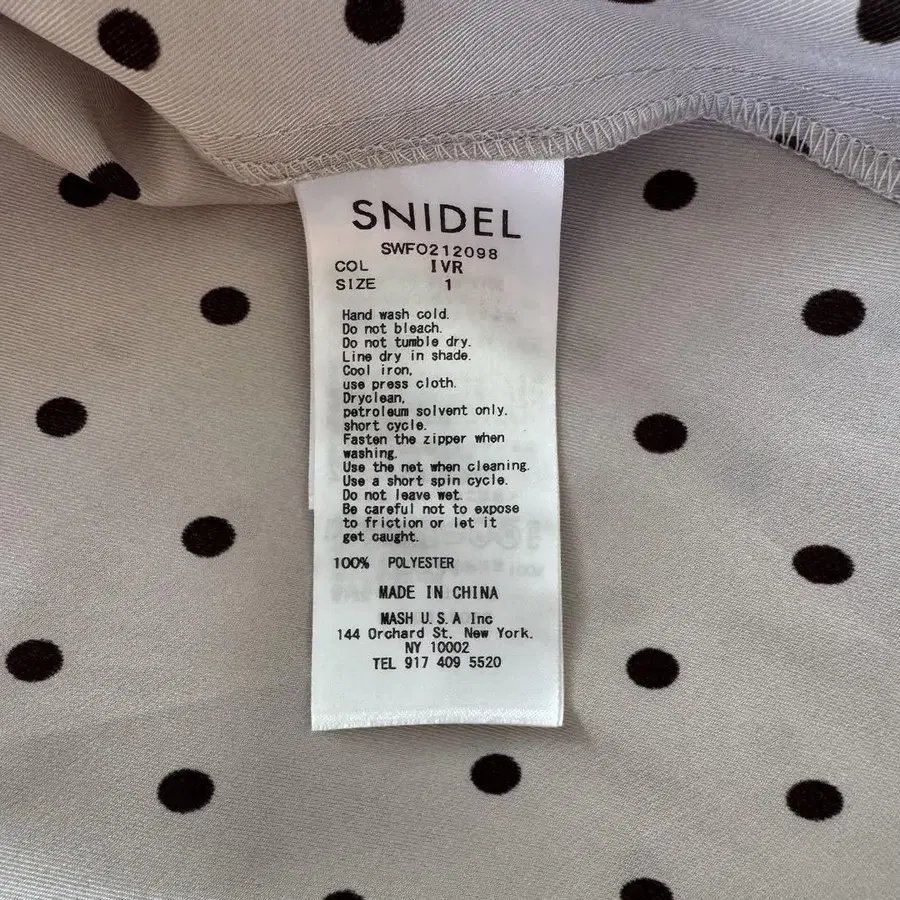 SNIDEL
SWFO212098
COL IVR
SIZE 1
Hand wash cold.
Do not bleach.
Do not tumble dry.
Line dry in shade.
Cool iron,
use press cloth.
Dryclean,
petroleum solvent only.
short cycle.
Fasten the zipper when
washing.
Use the net when cleaning.
Use a short spin cycle.
Do not leave wet.
Be careful not to expose
to friction or let it
get caught.
100% POLYESTER
MADE IN CHINA
MASH U.S.A Inc
144 Orchard St. New York.
NY 10002
TEL 917 409 5520